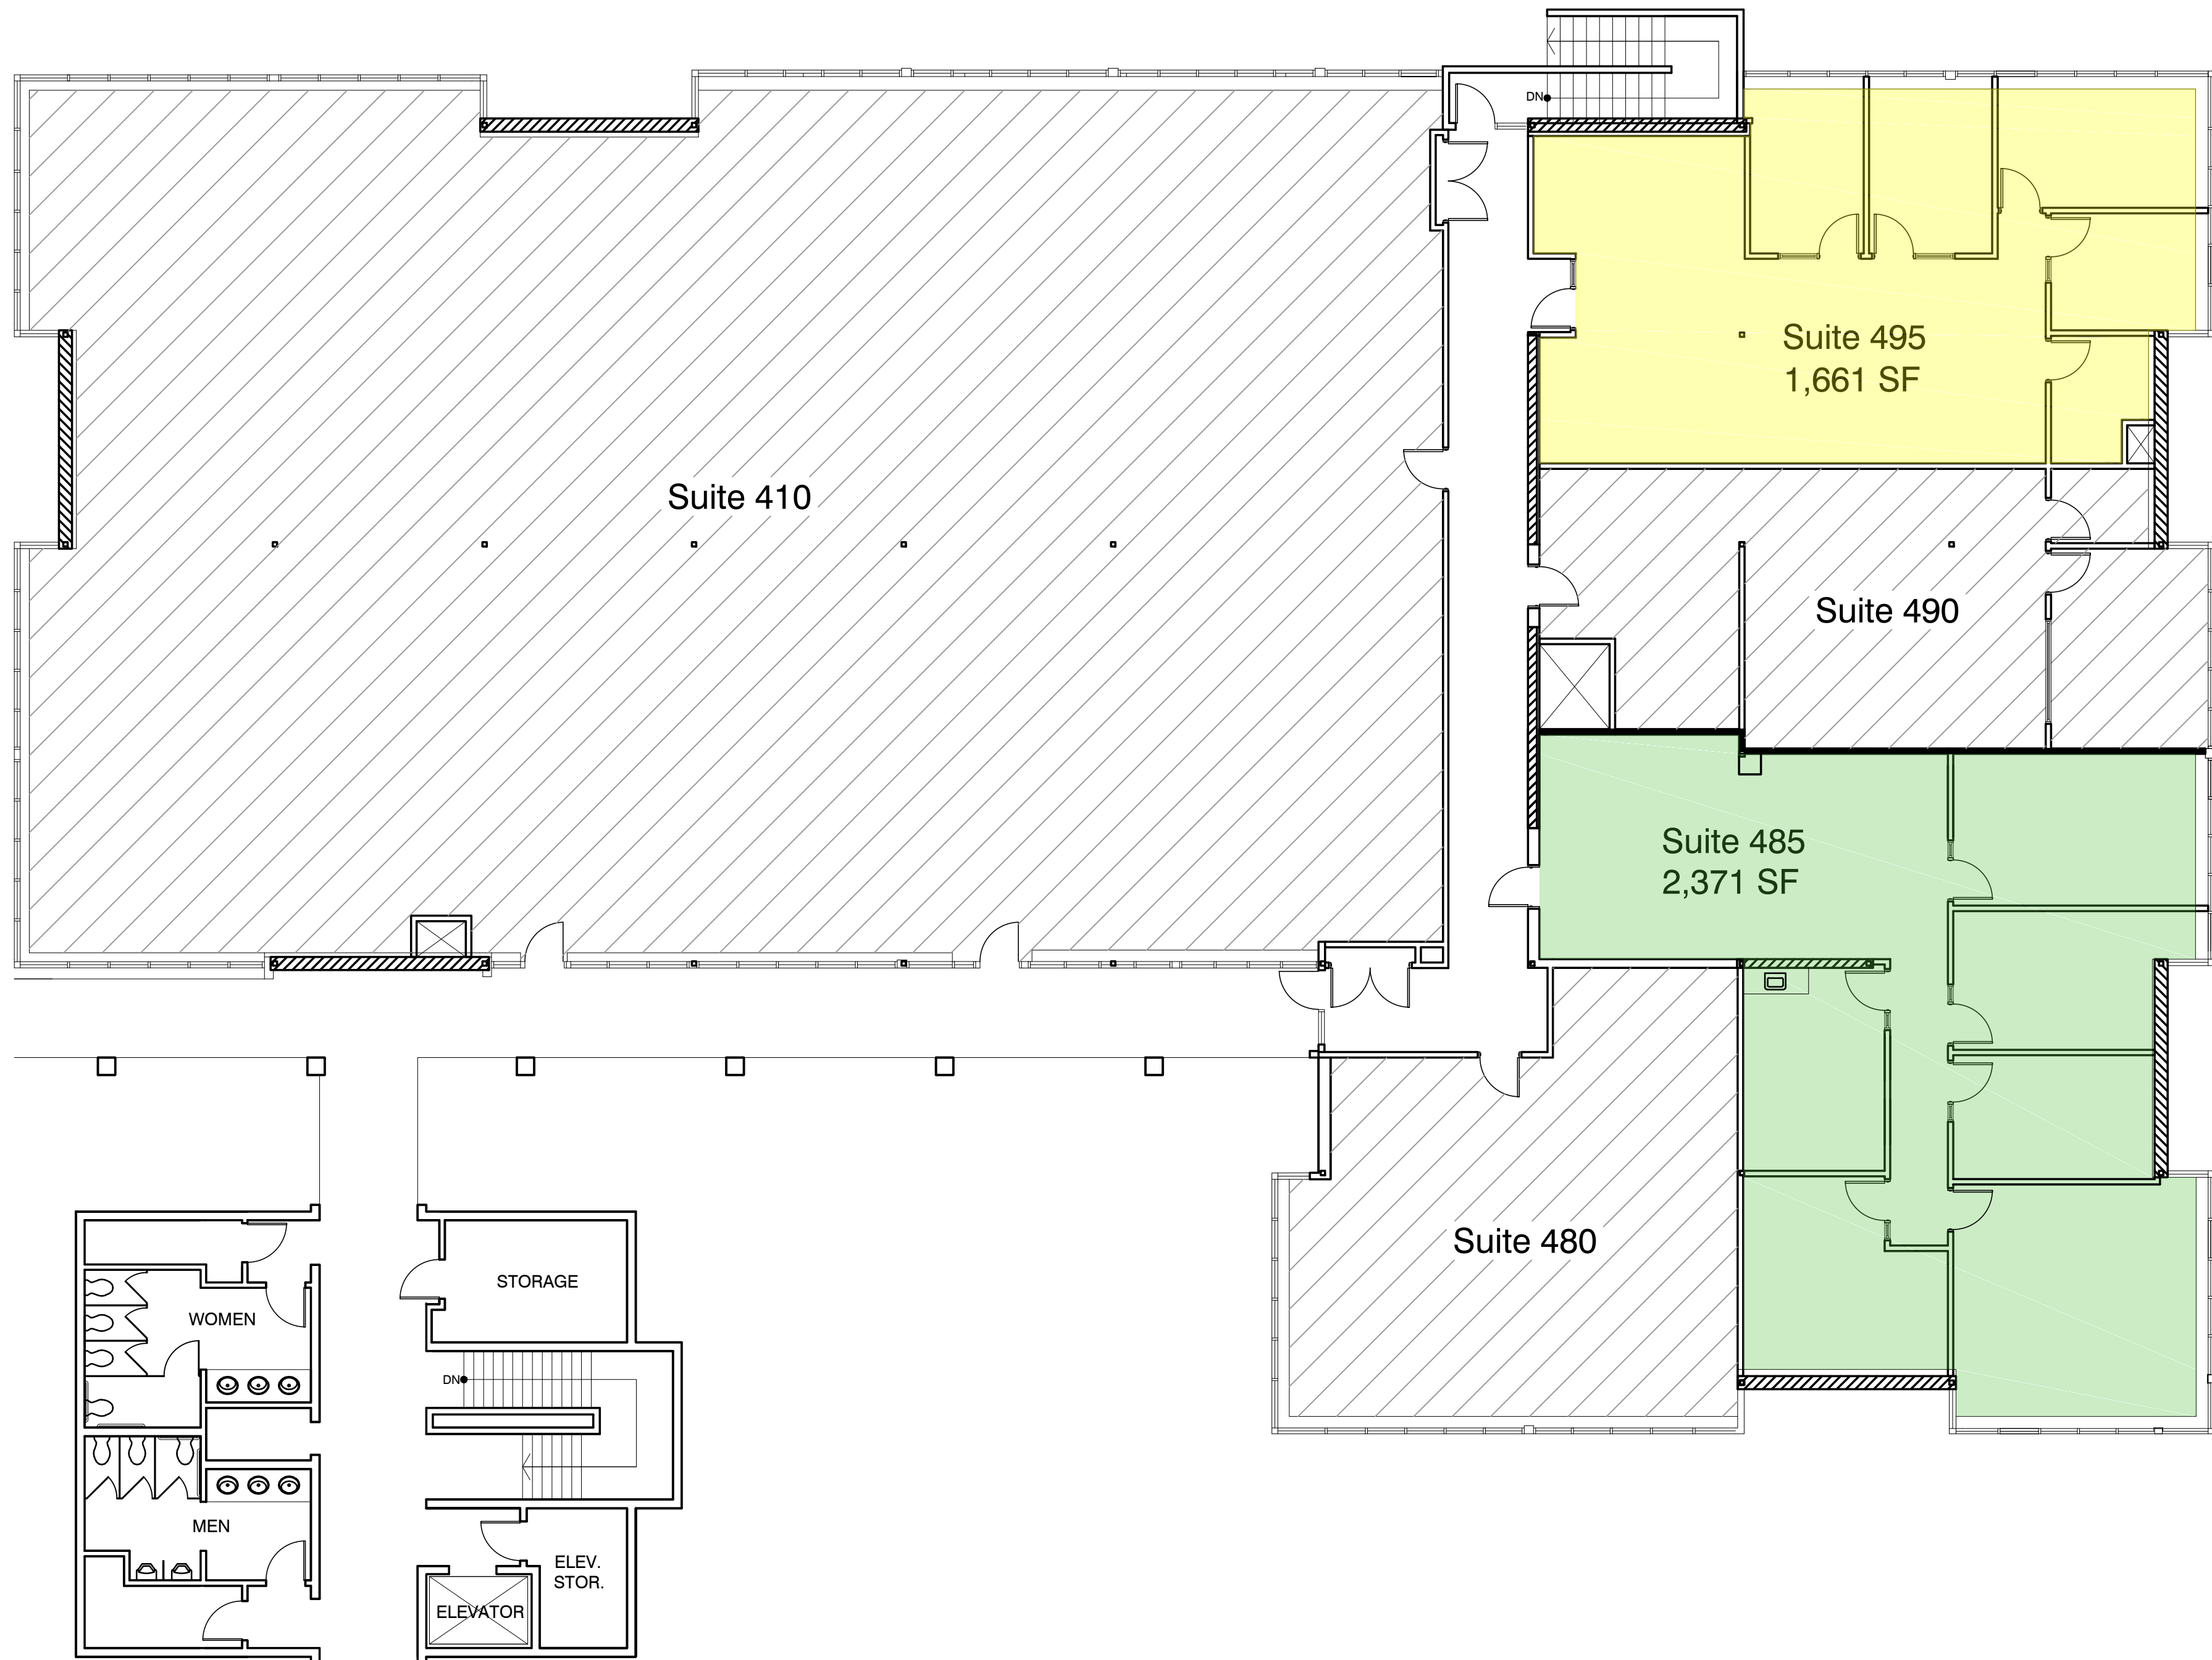 DN
Suite 495
1,661 SF
Suite 410
Suite 490
Suite 485
2,371 SF
Suite 480
STORAGE
WOMEN
DN
MEN
ELEV.
STOR.
ELEVATOR